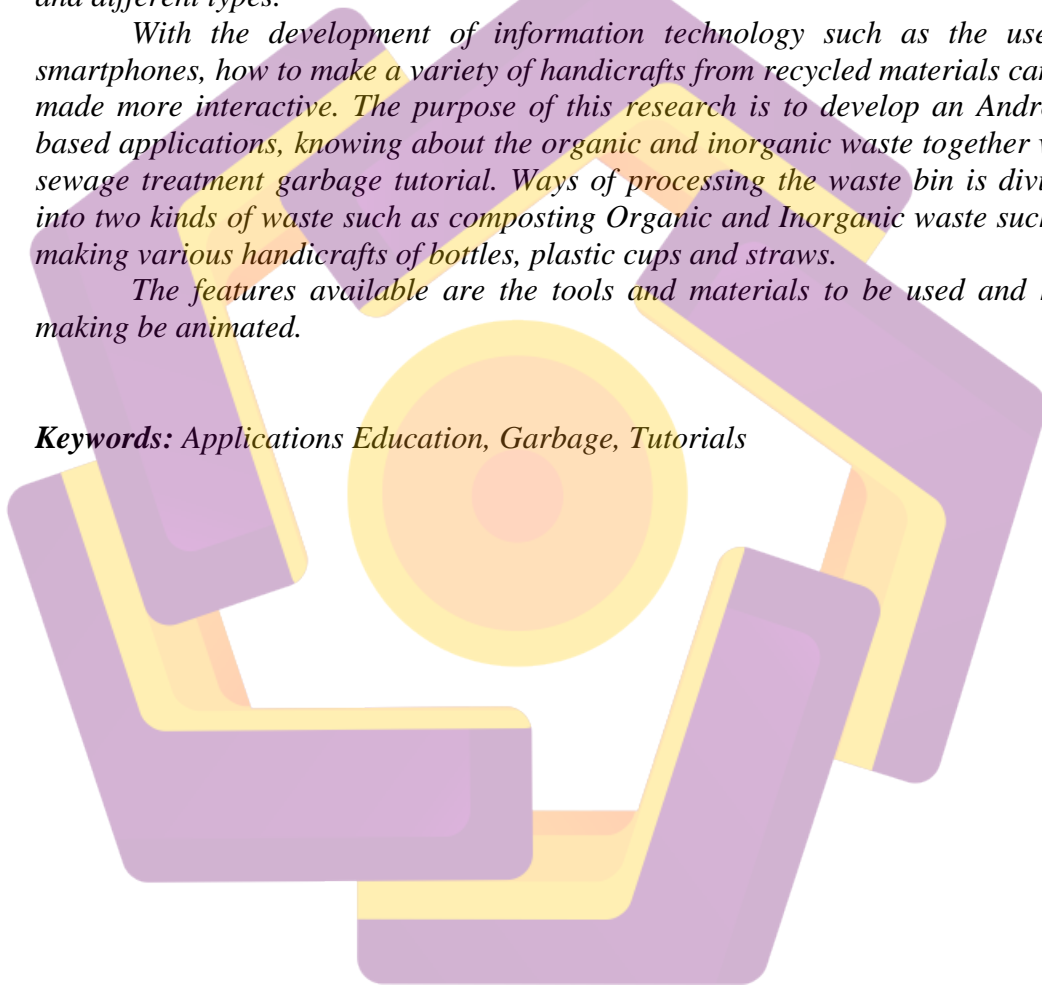 and different types.
With the development of information technology such as the use
smartphones, how to make a variety of handicrafts from recycled materials can
made more interactive. The purpose of this research is to develop an Andro
based applications, knowing about the organic and inorganic waste together
sewage treatment garbage tutorial. Ways of processing the waste bin is divi
into two kinds of waste such as composting Organic and Inorganic waste such
making various handicrafts of bottles, plastic cups and straws.
The features available are the tools and materials to be used and
making be animated.
Keywords: Applications Education, Garbage, Tutorials